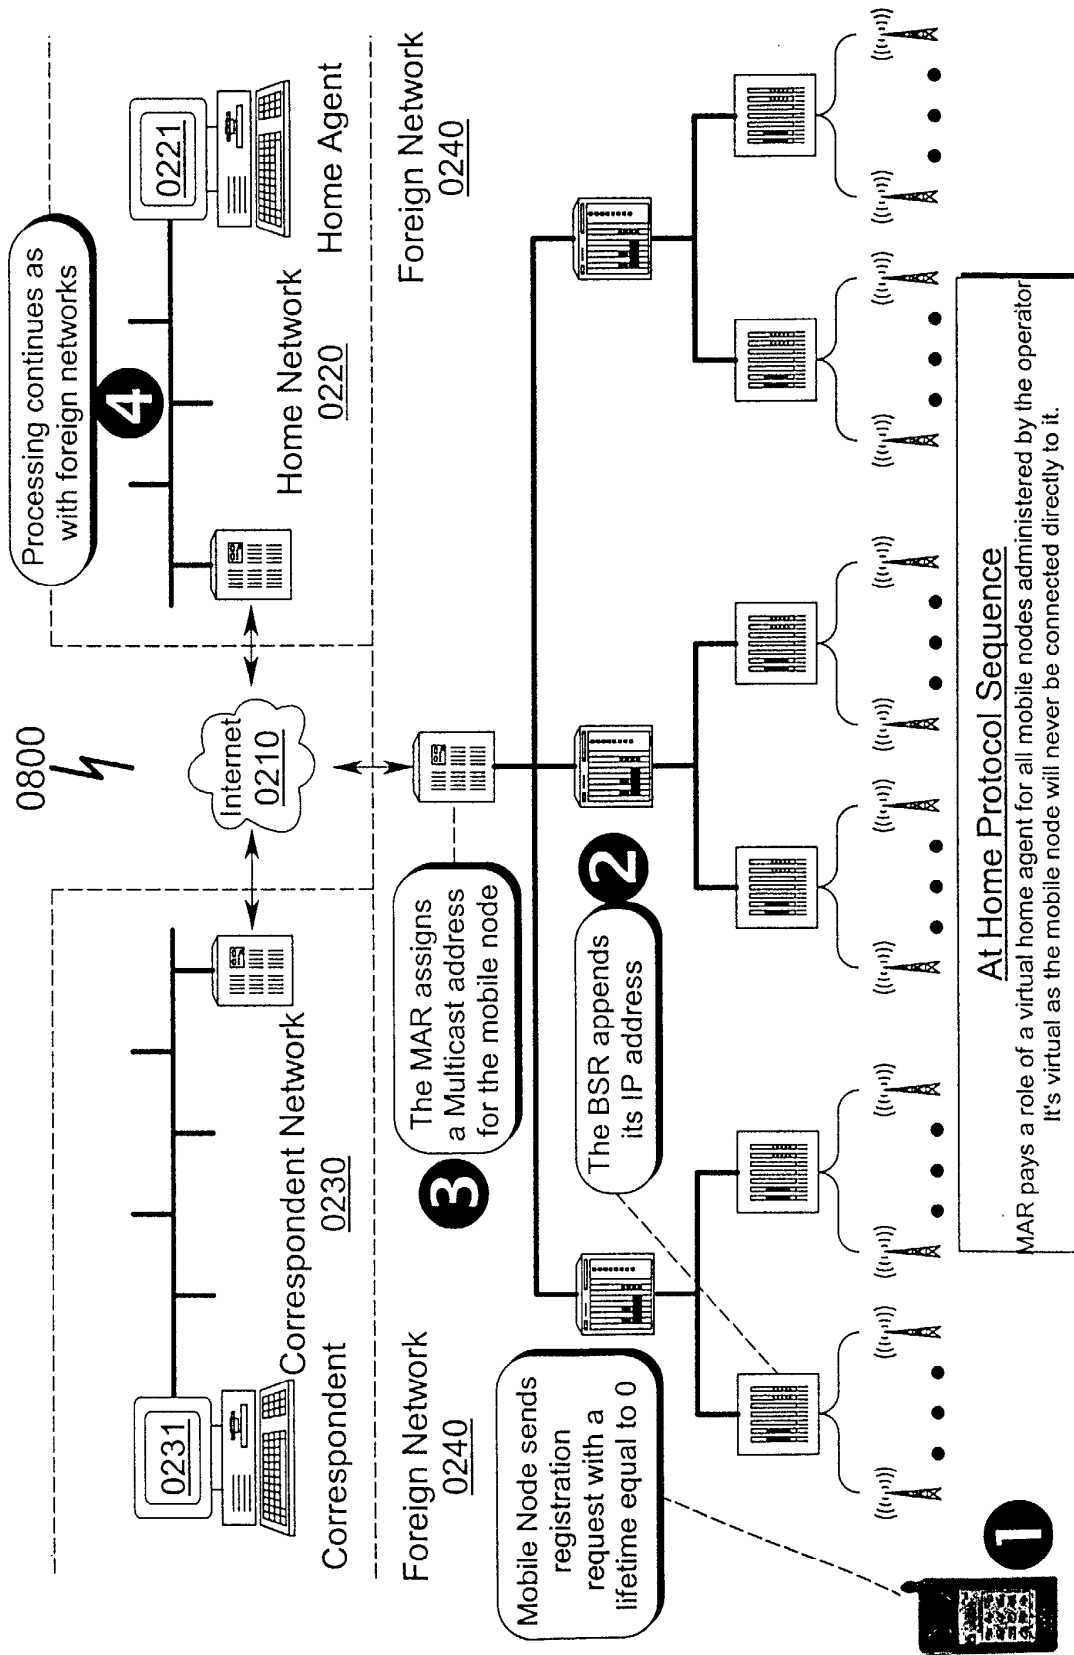 0800
Processing continues as
with foreign networks
4
0231
Correspondent
Correspondent Network
0230
Internet
0210
0221
Home Agent
Home Network
0220
Foreign Network
0240
Foreign Network
0240
3
The MAR assigns
a Multicast address
for the mobile node
2
The BSR appends
its IP address
Mobile Node sends
registration
request with a
lifetime equal to 0
1
At Home Protocol Sequence
MAR pays a role of a virtual home agent for all mobile nodes administered by the operator
It's virtual as the mobile node will never be connected directly to it.